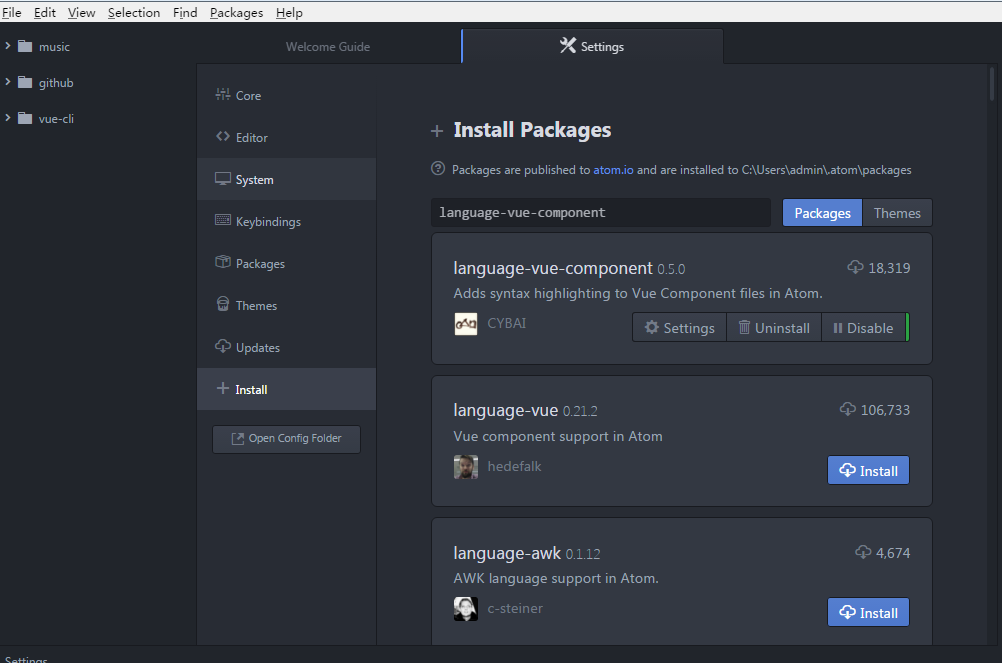 File Edit View Selection Find Packages Help
music
github
vue-cli
Welcome Guide
Settings
Core
Editor
System
Keybindings
Packages
Themes
Updates
Install
Open Config Folder
Install Packages
Packages are published to atom.io and are installed to C:\Users\admin\.atom\packages
language-vue-component
Packages Themes
language-vue-component 0.5.0 18,319
Adds syntax highlighting to Vue Component files in Atom.
CYBAI
Settings Uninstall Disable
language-vue 0.21.2 106,733
Vue component support in Atom
hedefalk
Install
language-awk 0.1.12 4,674
AWK language support in Atom.
c-steiner
Install
Settings